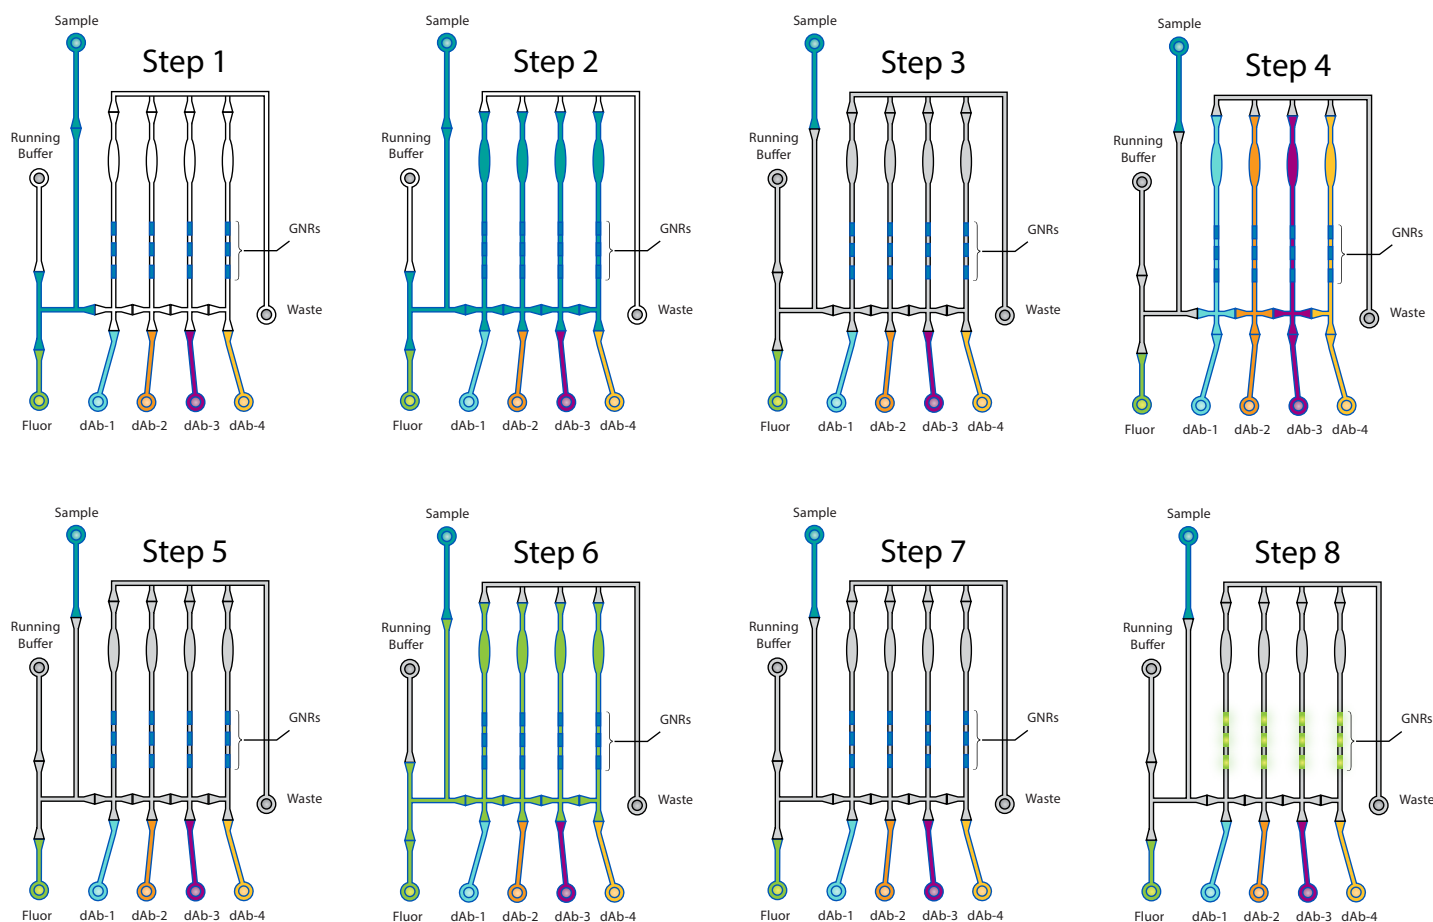 Sample
Step 1
Running
Buffer
GNRs
Waste
Fluor
dAb-1
dAb-2
dAb-3
dAb-4
Sample
Step 2
Running
Buffer
GNRs
Waste
Fluor
dAb-1
dAb-2
dAb-3
dAb-4
Sample
Step 3
Running
Buffer
GNRs
Waste
Fluor
dAb-1
dAb-2
dAb-3
dAb-4
Sample
Step 4
Running
Buffer
GNRs
Waste
Fluor
dAb-1
dAb-2
dAb-3
dAb-4
Sample
Step 5
Running
Buffer
GNRs
Waste
Fluor
dAb-1
dAb-2
dAb-3
dAb-4
Sample
Step 6
Running
Buffer
GNRs
Waste
Fluor
dAb-1
dAb-2
dAb-3
dAb-4
Sample
Step 7
Running
Buffer
GNRs
Waste
Fluor
dAb-1
dAb-2
dAb-3
dAb-4
Sample
Step 8
Running
Buffer
GNRs
Waste
Fluor
dAb-1
dAb-2
dAb-3
dAb-4